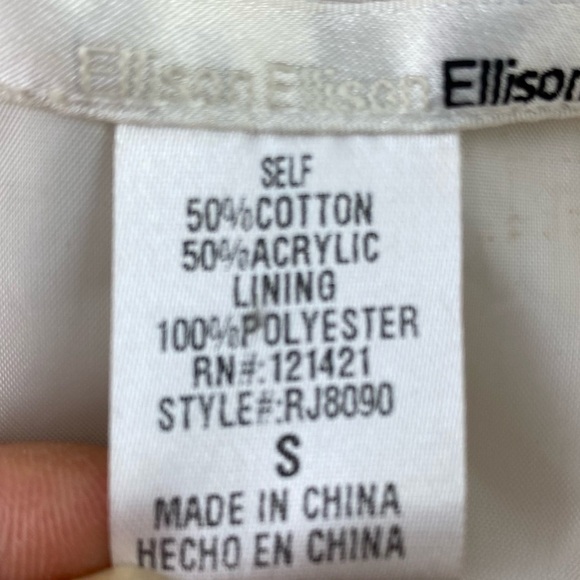 Ellison Ellison Ellison
SELF
50%COTTON
50%ACRYLIC
LINING
100%POLYESTER
RN#:121421
STYLE#:RJ8090
S
MADE IN CHINA
HECHO EN CHINA